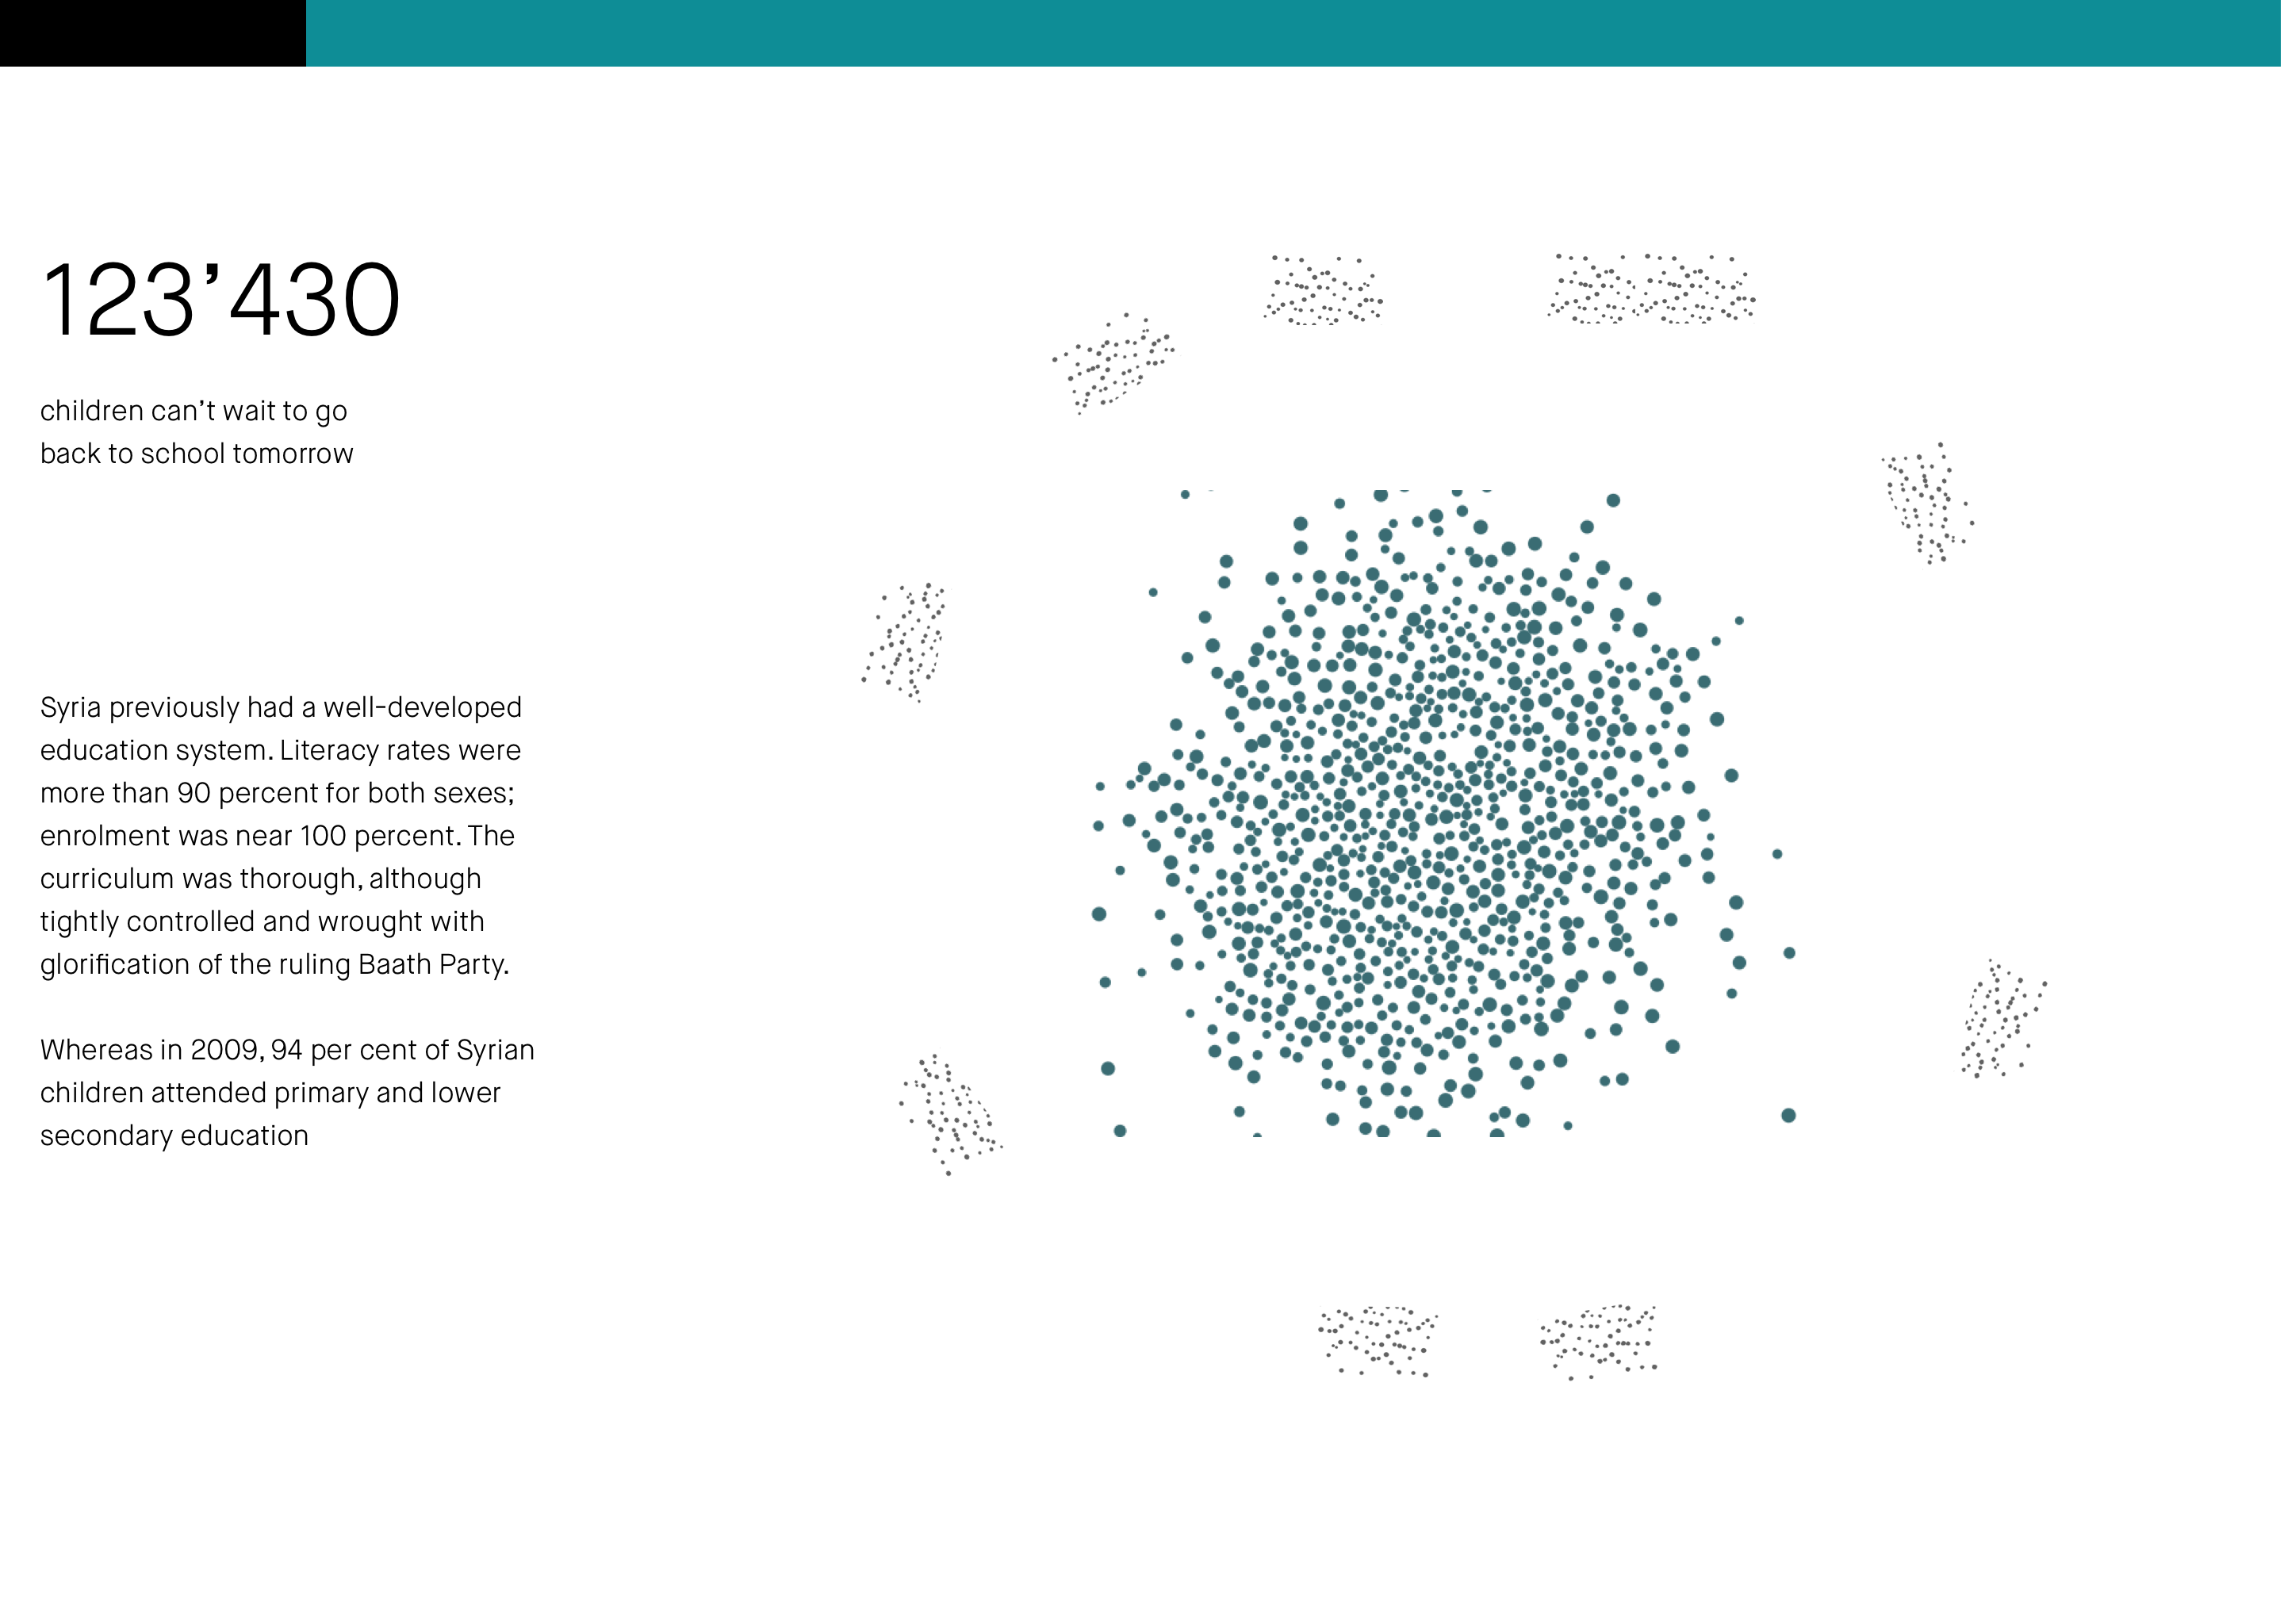 123’430
children can’t wait to go
back to school tomorrow
Syria previously had a well-developed
education system. Literacy rates were
more than 90 percent for both sexes;
enrolment was near 100 percent. The
curriculum was thorough, although
tightly controlled and wrought with
glorification of the ruling Baath Party.
Whereas in 2009, 94 per cent of Syrian
children attended primary and lower
secondary education